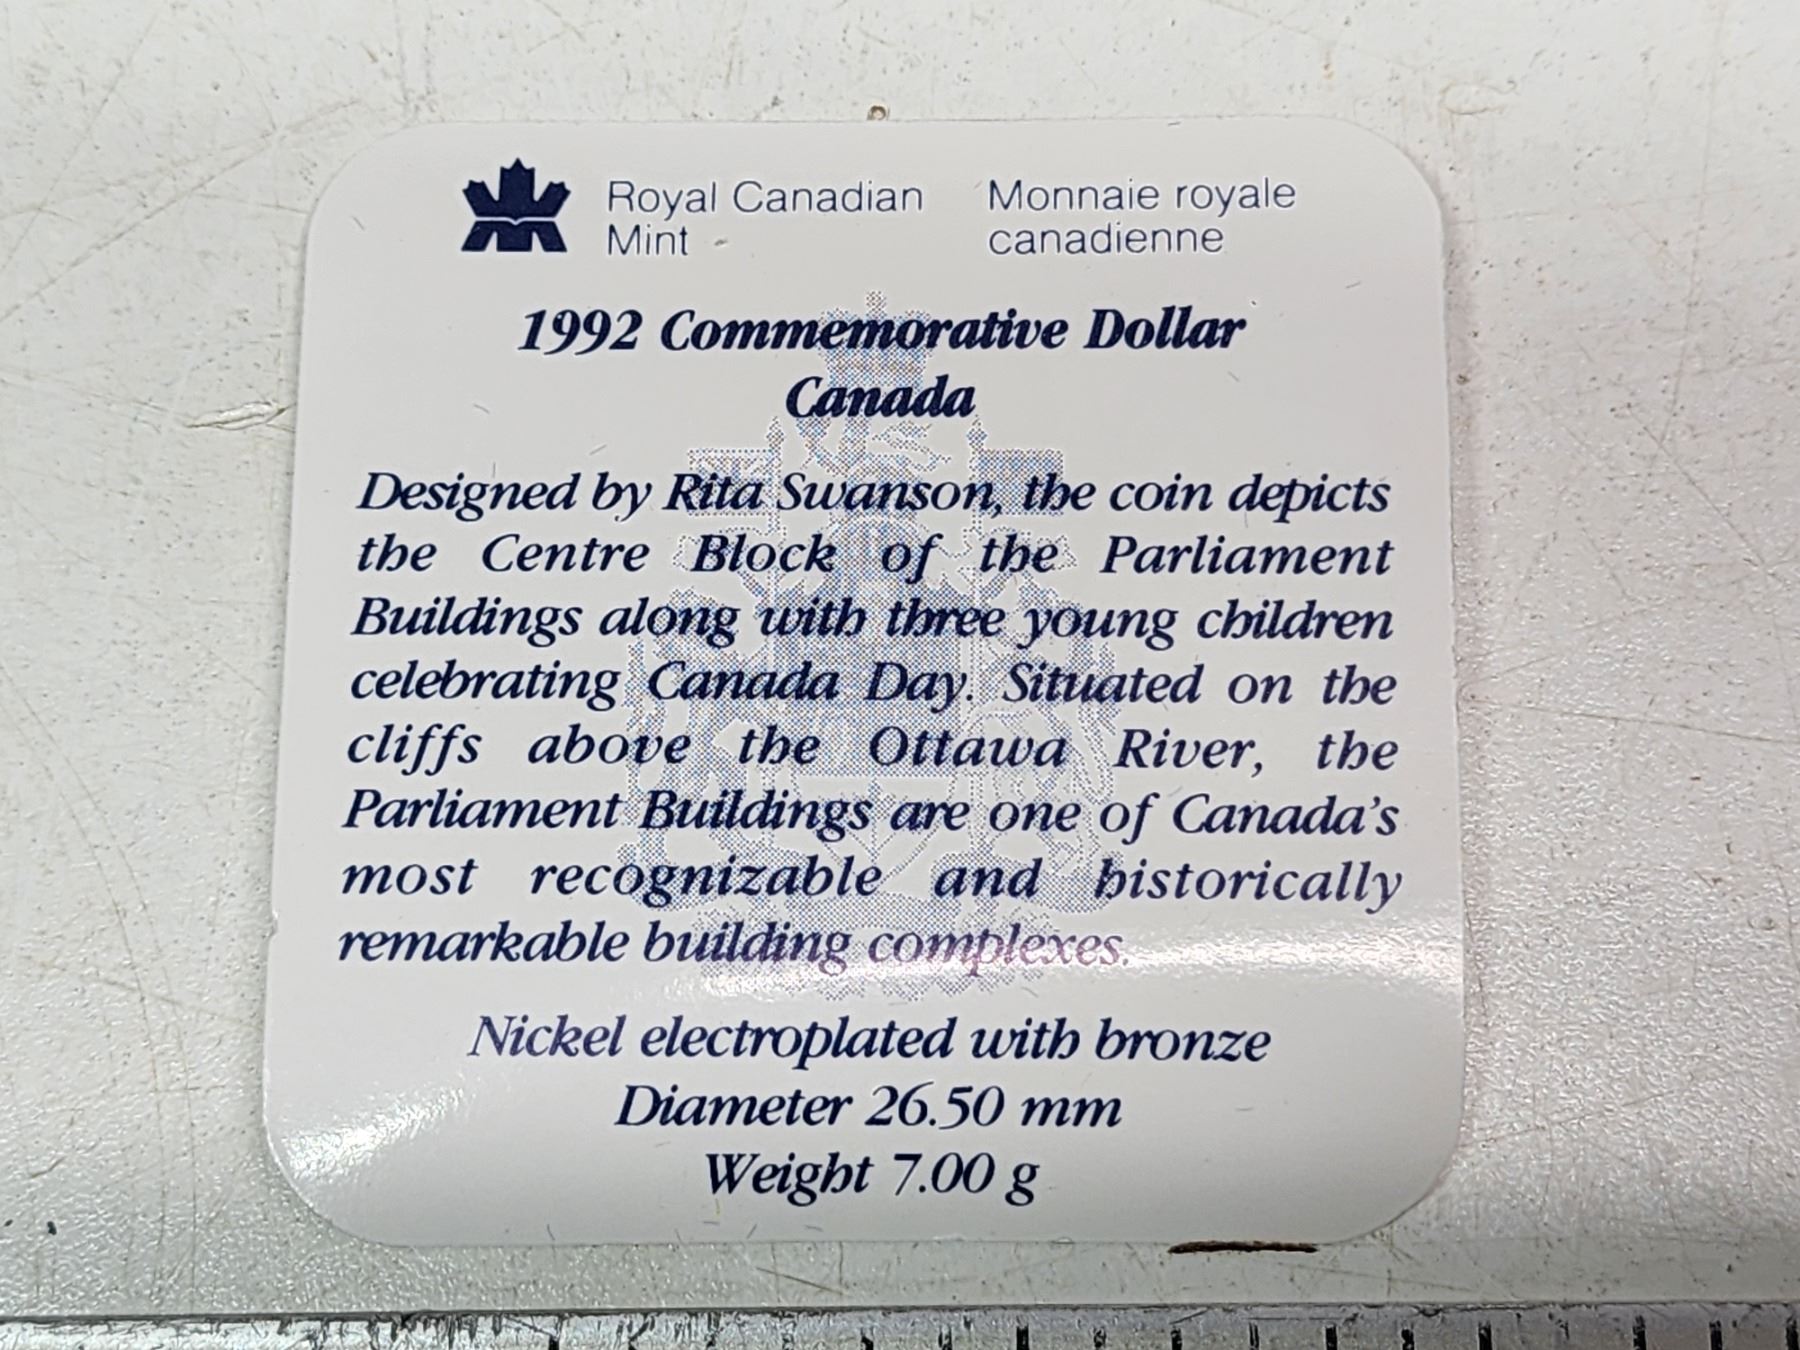 Royal Canadian
Mint
Monnaie royale
canadienne
1992 Commemorative Dollar
Canada
Designed by Rita Swanson, the coin depicts
the Centre Block of the Parliament
Buildings along with three young children
celebrating Canada Day. Situated on the
cliffs above the Ottawa River, the
Parliament Buildings are one of Canada's
most recognizable and historically
remarkable building complexes.
Nickel electroplated with bronze
Diameter 26.50 mm
Weight 7.00 g